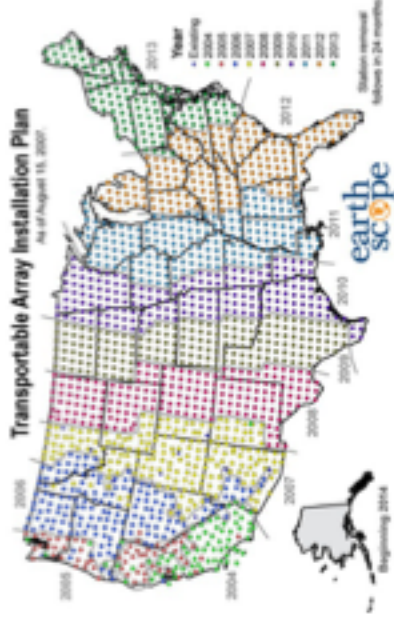 Transportable Array Installation Plan
As of August 15, 2007.
2013
Year
Existing
2004
2005
2006
2007
2008
2009
2010
2011
2012
2013
Station removal
follows in 24 months
2012
earth
scope
2011
2010
2009
2008
2007
2006
2005
2004
Beginning 2014